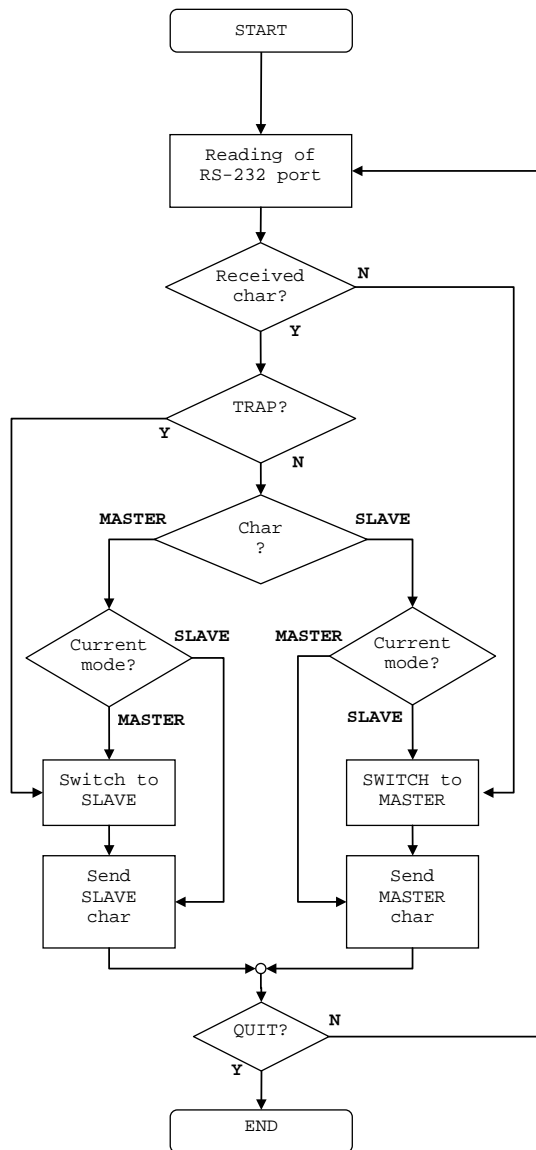 START
Reading of
RS-232 port
Received
char?
N
Y
TRAP?
Y
N
MASTER
SLAVE
Char
?
Current
mode?
SLAVE
MASTER
MASTER
Current
mode?
SLAVE
Switch to
SLAVE
SWITCH to
MASTER
Send
SLAVE
char
Send
MASTER
char
QUIT?
N
Y
END